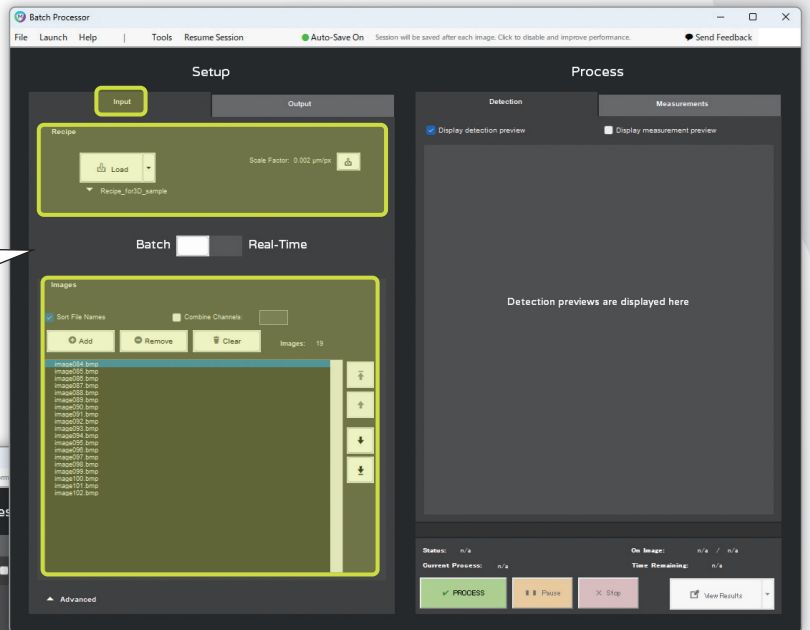 Batch Processor
File Launch Help | Tools Resume Session Auto-Save On Session will be saved after each image. Click to disable and improve performance. Send Feedback
Setup
Input Output
Recipe
Load
Scale Factor: 0.002 µm/px
Recipe_for3D_sample
Batch Real-Time
Images
Sort File Names Combine Channels:
Add Remove Clear Images: 19
image084.bmp
image085.bmp
image086.bmp
image087.bmp
image088.bmp
image089.bmp
image090.bmp
image091.bmp
image092.bmp
image093.bmp
image094.bmp
image095.bmp
image096.bmp
image097.bmp
image098.bmp
image099.bmp
image100.bmp
image101.bmp
image102.bmp
Advanced
Process
Detection Measurements
Display detection preview Display measurement preview
Detection previews are displayed here
Status: n/a On Image: n/a / n/a
Current Process: n/a Time Remaining: n/a
PROCESS Pause Stop View Results